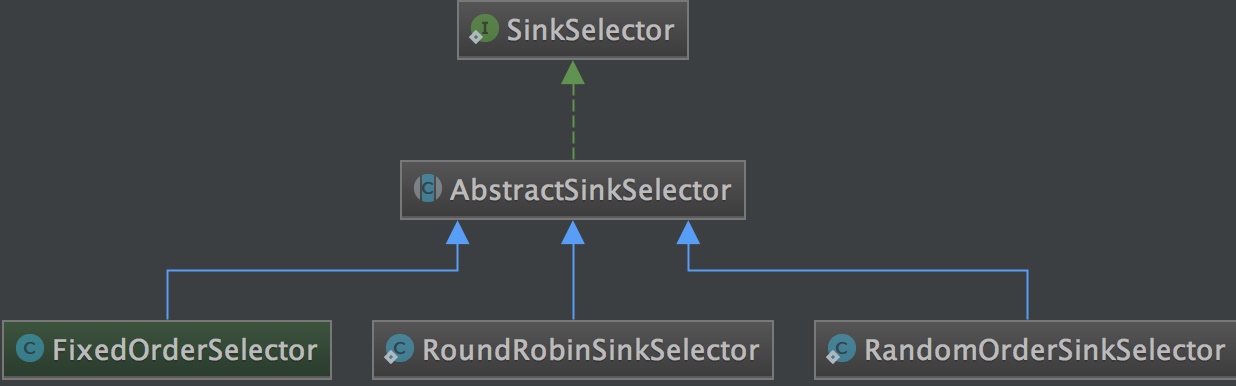 SinkSelector
AbstractSinkSelector
FixedOrderSelector
RoundRobinSinkSelector
RandomOrderSinkSelector